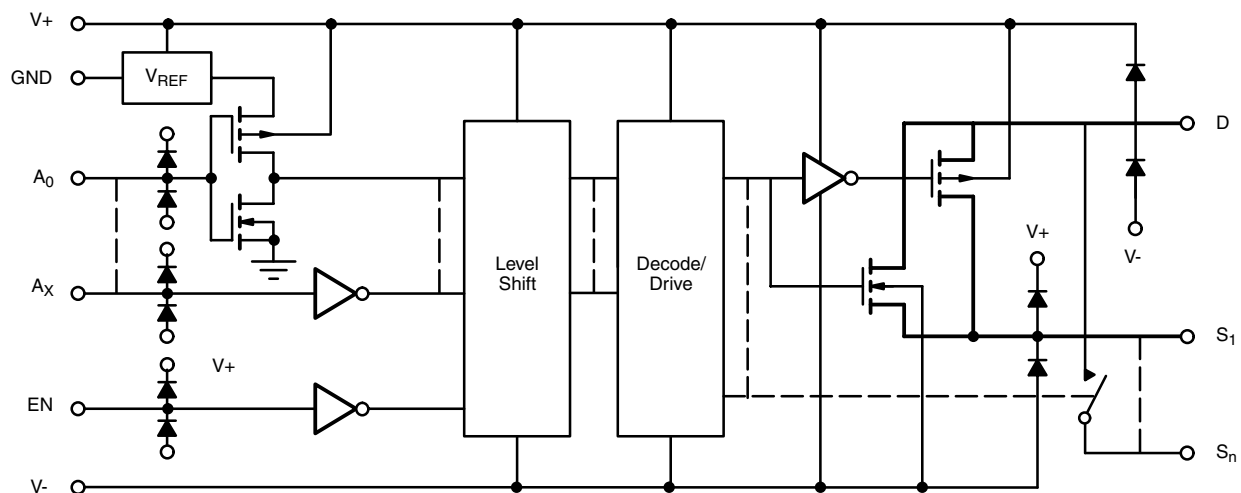 V+
GND
VREF
D
A0
V+
V-
Level
Shift
Decode/
Drive
AX
S1
V+
EN
Sn
V-